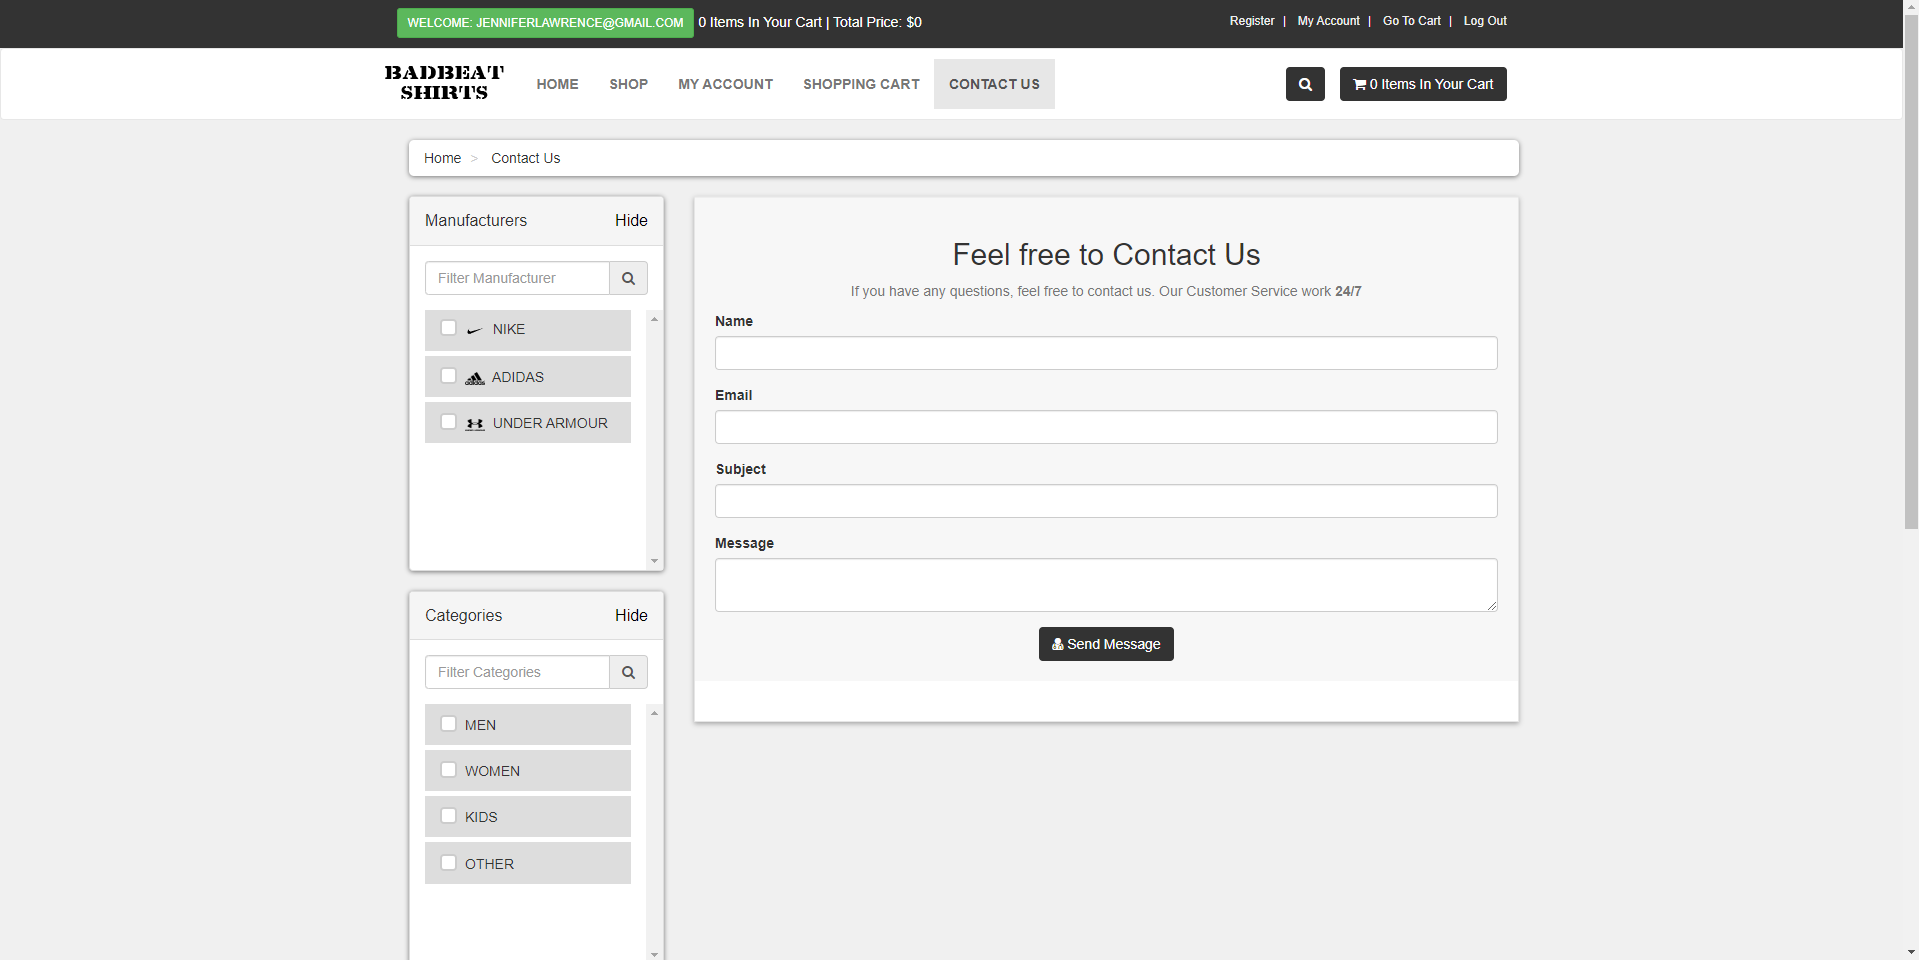 WELCOME: JENNIFERLAWRENCE@GMAIL.COM 0 Items In Your Cart | Total Price: $0
Register | My Account | Go To Cart | Log Out
BADBEAT
SHIRTS
HOME SHOP MY ACCOUNT SHOPPING CART CONTACT US
0 Items In Your Cart
Home > Contact Us
Manufacturers Hide
Filter Manufacturer
NIKE
ADIDAS
UNDER ARMOUR
Categories Hide
Filter Categories
MEN
WOMEN
KIDS
OTHER
Feel free to Contact Us
If you have any questions, feel free to contact us. Our Customer Service work 24/7
Name
Email
Subject
Message
Send Message